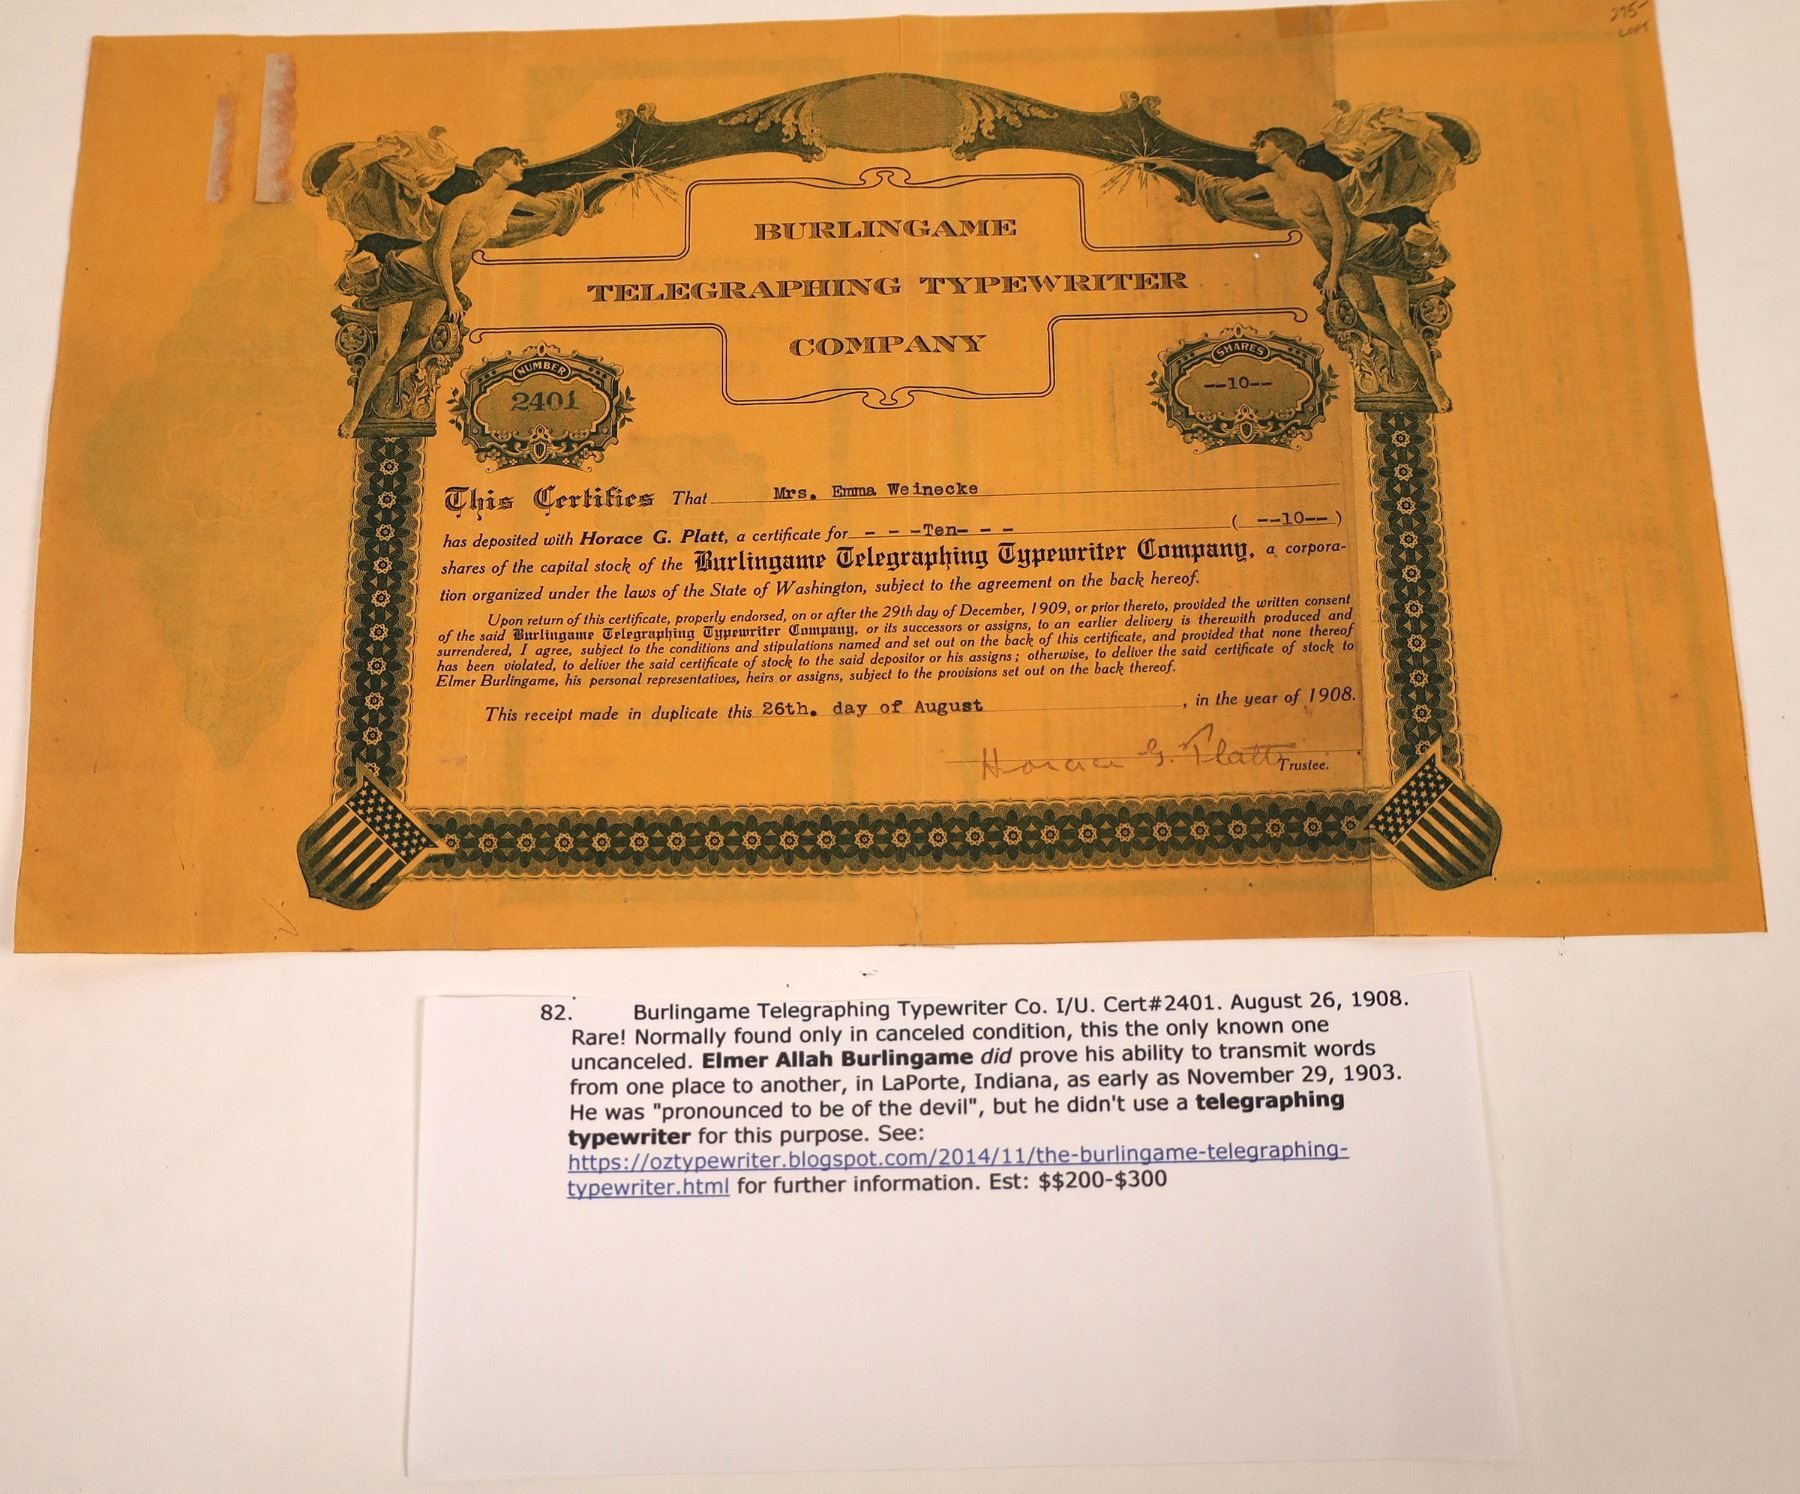 275-
BURLINGAME
TELEGRAPHING TYPEWRITER
COMPANY
NUMBER
2401
SHARES
--10--
This Certifies That Mrs. Emma Weinecke
has deposited with Horace G. Platt, a certificate for - - -Ten- - - ( --10-- )
shares of the capital stock of the Burlingame Telegraphing Typewriter Company, a corpora-
tion organized under the laws of the State of Washington, subject to the agreement on the back hereof.
Upon return of this certificate, properly endorsed, on or after the 29th day of December, 1909, or prior thereto, provided the written consent
of the said Burlingame Telegraphing Typewriter Company, or its successors or assigns, to an earlier delivery is therewith produced and
surrendered, I agree, subject to the conditions and stipulations named and set out on the back of this certificate, and provided that none thereof
has been violated, to deliver the said certificate of stock to the said depositor or his assigns; otherwise, to deliver the said certificate of stock to
Elmer Burlingame, his personal representatives, heirs or assigns, subject to the provisions set out on the back thereof.
This receipt made in duplicate this 26th. day of August, in the year of 1908.
Horace G. Platt Trustee.
82. Burlingame Telegraphing Typewriter Co. I/U. Cert#2401. August 26, 1908.
Rare! Normally found only in canceled condition, this the only known one
uncanceled. Elmer Allah Burlingame did prove his ability to transmit words
from one place to another, in LaPorte, Indiana, as early as November 29, 1903.
He was "pronounced to be of the devil", but he didn't use a telegraphing
typewriter for this purpose. See:
https://oztypewriter.blogspot.com/2014/11/the-burlingame-telegraphing-
typewriter.html for further information. Est: $$200-$300